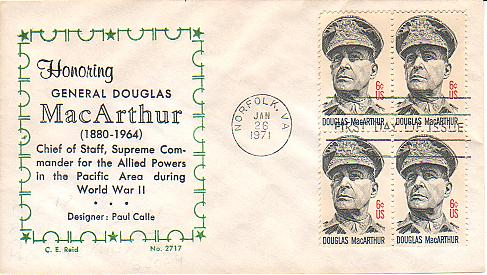 Honoring
GENERAL DOUGLAS
MacArthur
(1880-1964)
Chief of Staff, Supreme Com-
mander for the Allied Powers
in the Pacific Area during
World War II
• • •
Designer: Paul Calle
C. E. Reid No. 2717
NORFOLK, VA
JAN
26
1971
6c
US
DOUGLAS MACARTHUR
6c
US
DOUGLAS MACARTHUR
FIRST DAY OF ISSUE
6c
US
DOUGLAS MACARTHUR
6c
US
DOUGLAS MACARTHUR